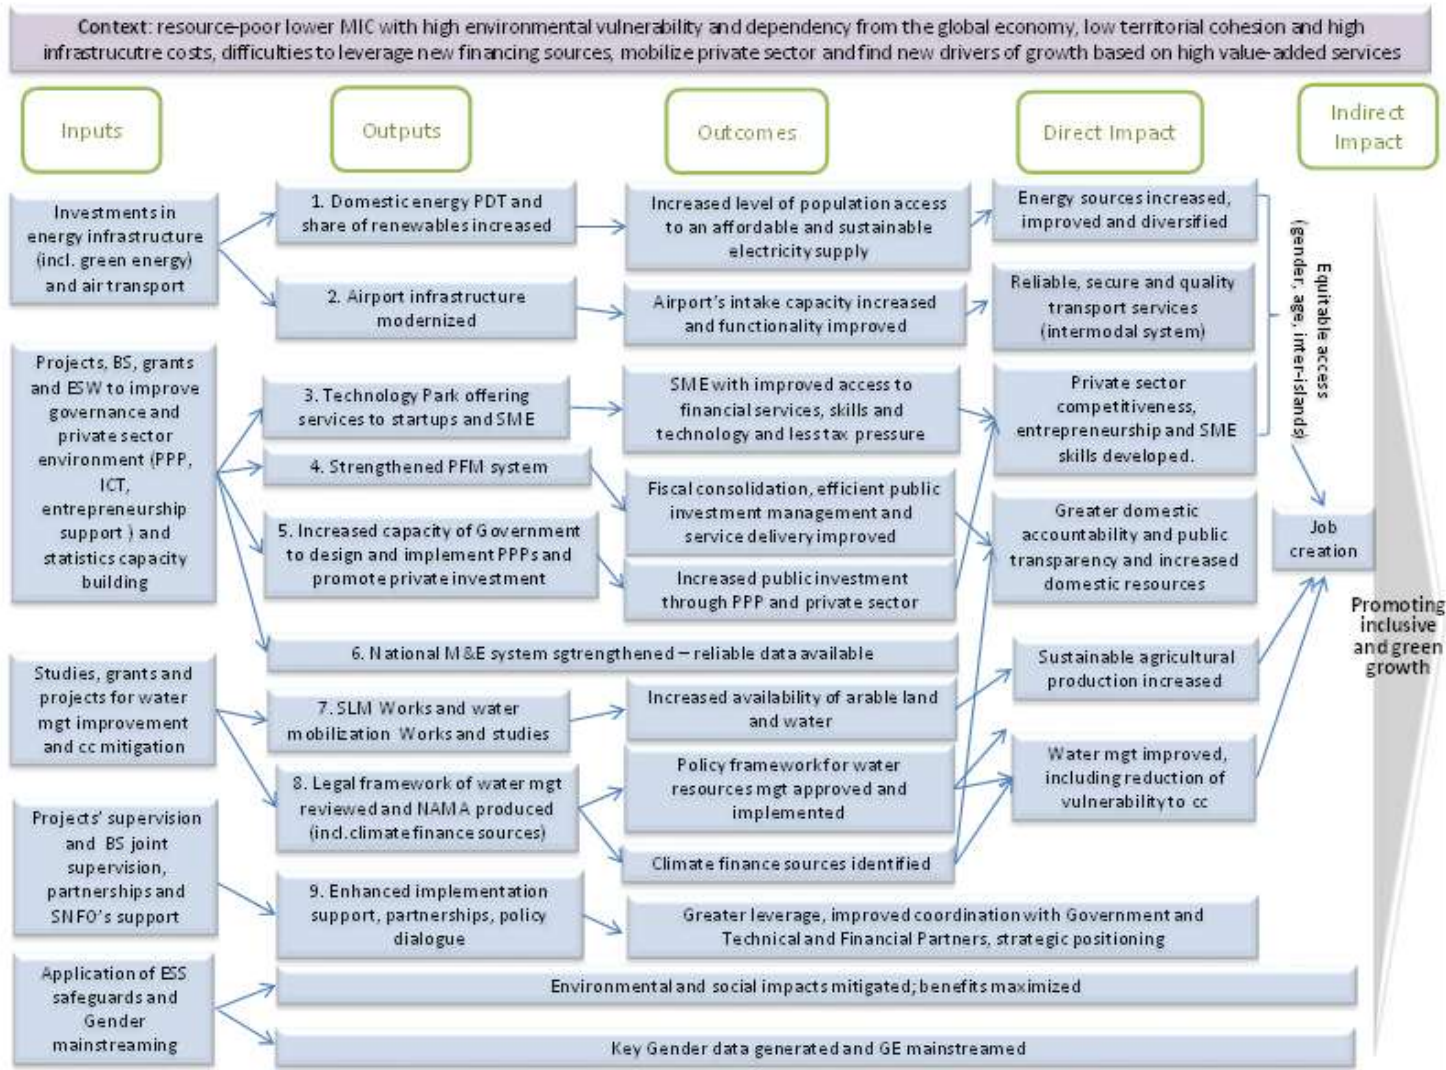 Context: resource-poor lower MIC with high environmental vulnerability and dependency from the global economy, low territorial cohesion and high
infrastrucutre costs, difficulties to leverage new financing sources, mobilize private sector and find new drivers of growth based on high value-added services
Inputs
Outputs
Outcomes
Direct Impact
Indirect
Impact
Investments in
energy infrastructure
(incl. green energy)
and air transport
1. Domestic energy PDT and
share of renewables increased
Increased level of population access
to an affordable and sustainable
electricity supply
Energy sources increased,
improved and diversified
2. Airport infrastructure
modernized
Airport's intake capacity increased
and functionality improved
Reliable, secure and quality
transport services
(intermodal system)
Equitable access
(gender, age, inter-islands)
Projects, BS, grants
and ESW to improve
governance and
private sector
environment (PPP,
ICT,
entrepreneurship
support ) and
statistics capacity
building
3. Technology Park offering
services to startups and SME
SME with improved access to
financial services, skills and
technology and less tax pressure
Private sector
competitiveness,
entrepreneurship and SME
skills developed.
4. Strengthened PFM system
Fiscal consolidation, efficient public
investment management and
service delivery improved
Greater domestic
accountability and public
transparency and increased
domestic resources
5. Increased capacity of Government
to design and implement PPPs and
promote private investment
Increased public investment
through PPP and private sector
Job
creation
Promoting
inclusive
and green
growth
6. National M&E system sgtrengthened – reliable data available
Studies, grants and
projects for water
mgt improvement
and cc mitigation
7. SLM Works and water
mobilization Works and studies
Increased availability of arable land
and water
Sustainable agricultural
production increased
8. Legal framework of water mgt
reviewed and NAMA produced
(incl.climate finance sources)
Policy framework for water
resources mgt approved and
implemented
Water mgt improved,
including reduction of
vulnerability to cc
Climate finance sources identified
Projects' supervision
and BS joint
supervision,
partnerships and
SNFO's support
9. Enhanced implementation
support, partnerships, policy
dialogue
Greater leverage, improved coordination with Government and
Technical and Financial Partners, strategic positioning
Application of ESS
safeguards and
Gender
mainstreaming
Environmental and social impacts mitigated; benefits maximized
Key Gender data generated and GE mainstreamed